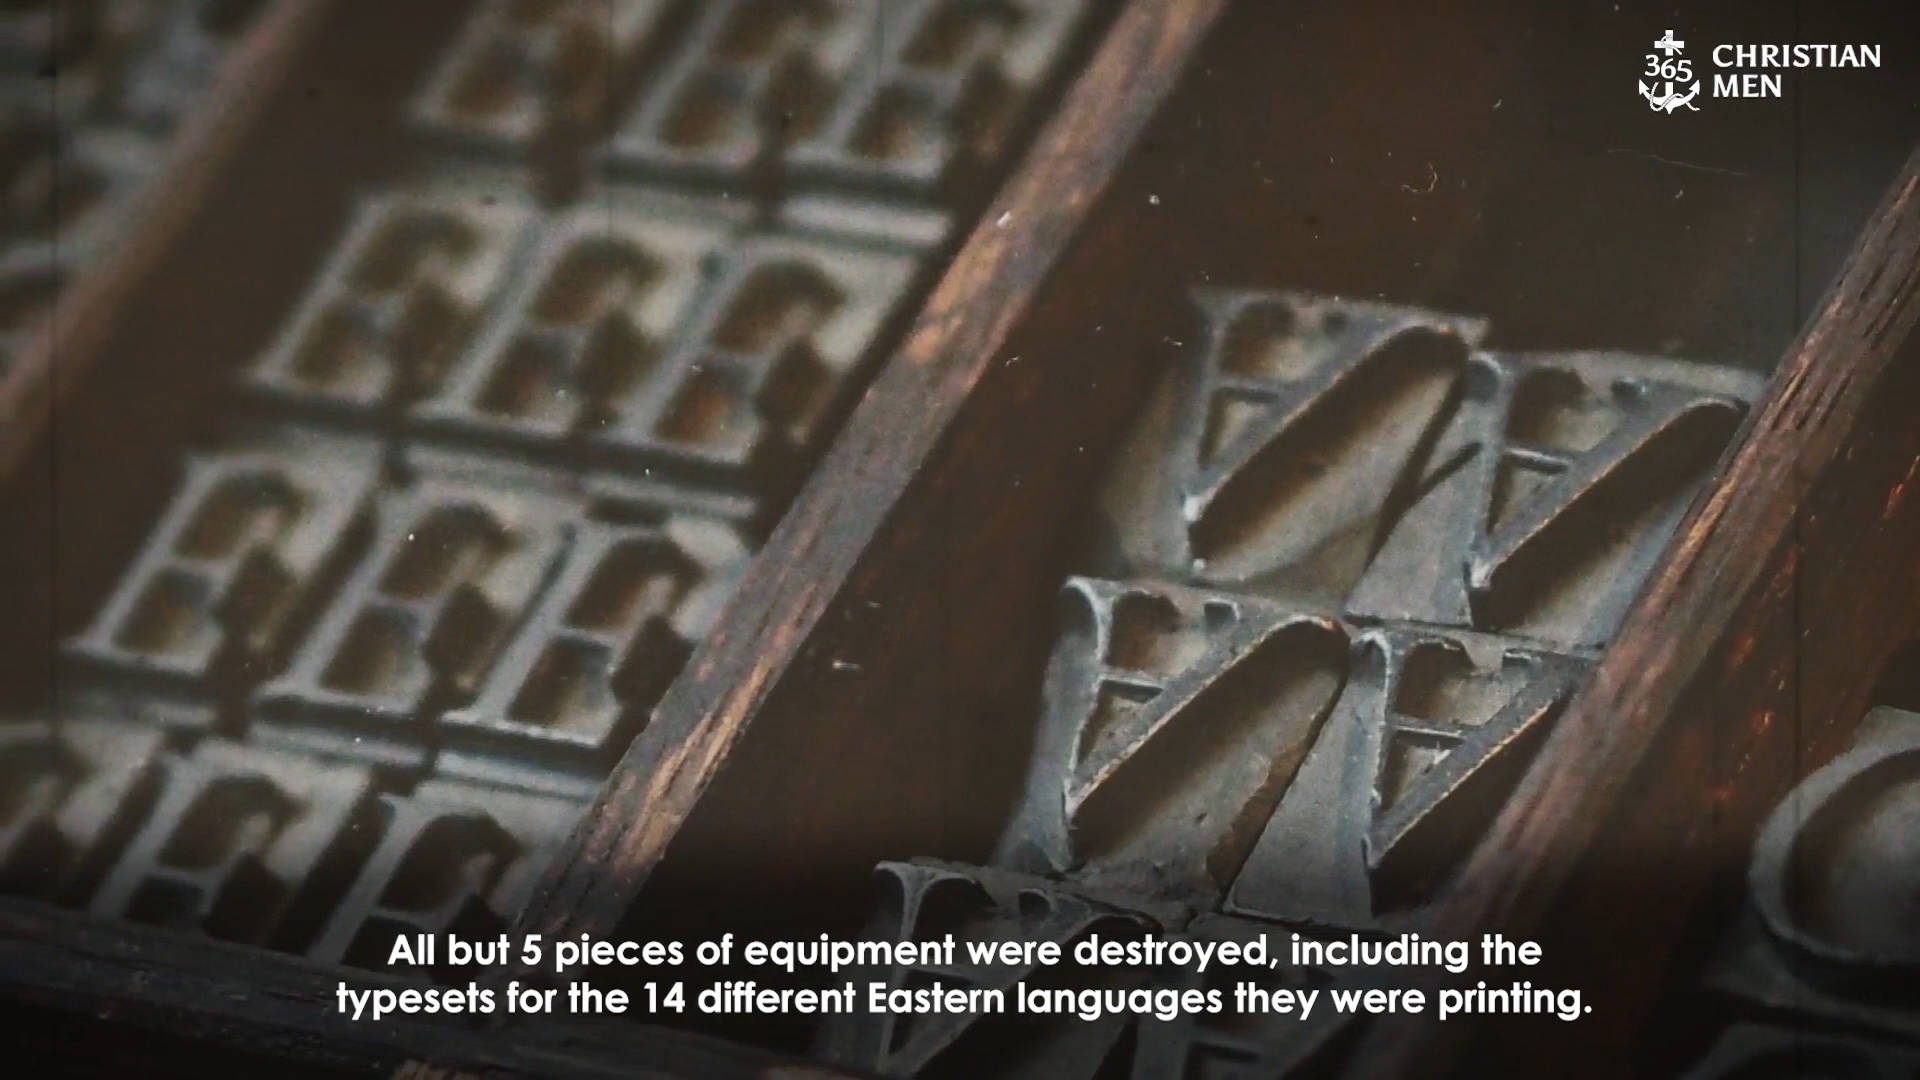 365
CHRISTIAN
MEN
All but 5 pieces of equipment were destroyed, including the
typesets for the 14 different Eastern languages they were printing.